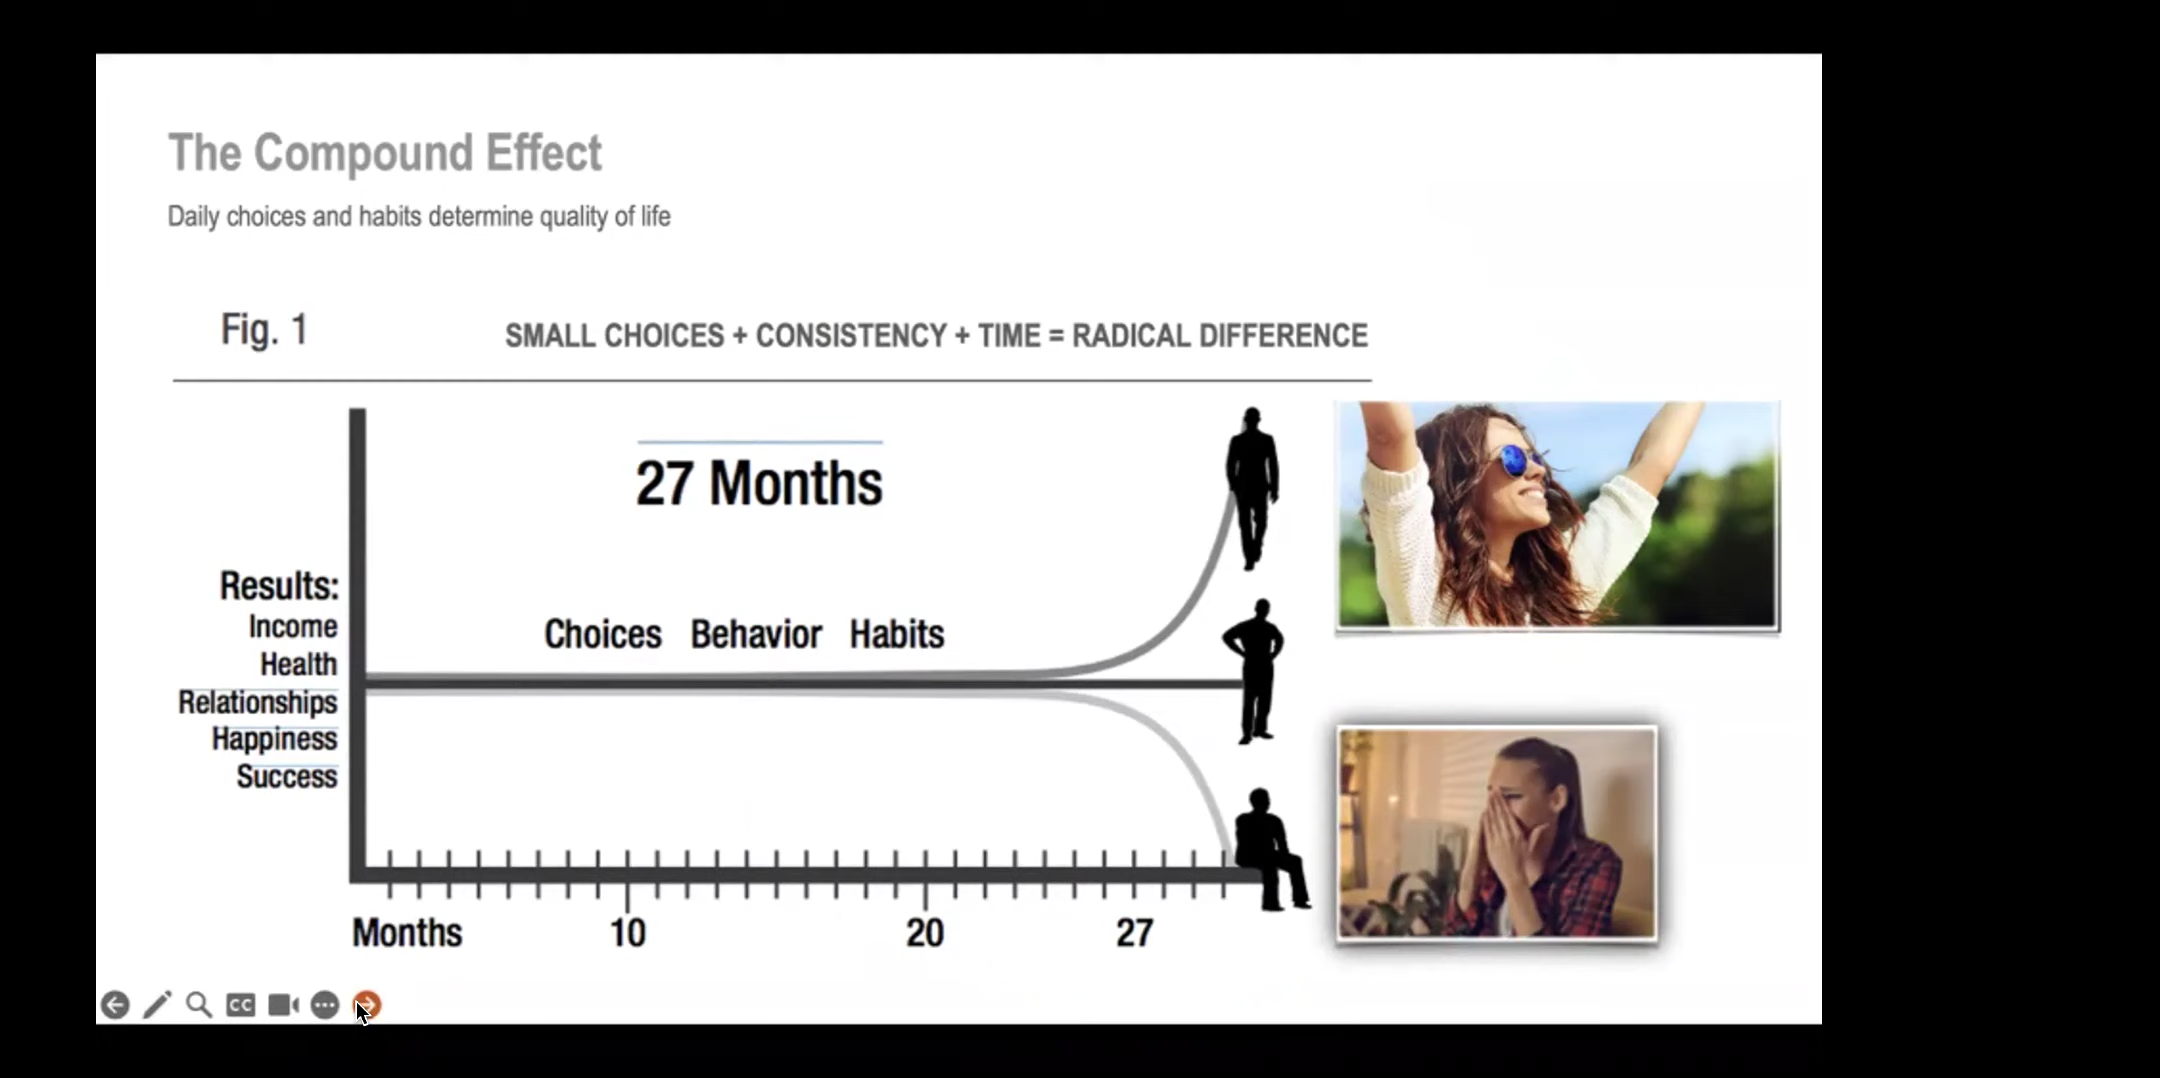 The Compound Effect
Daily choices and habits determine quality of life
Fig. 1
SMALL CHOICES + CONSISTENCY + TIME = RADICAL DIFFERENCE
27 Months
Results:
Income
Health
Relationships
Happiness
Success
Choices Behavior Habits
Months 10 20 27
CC